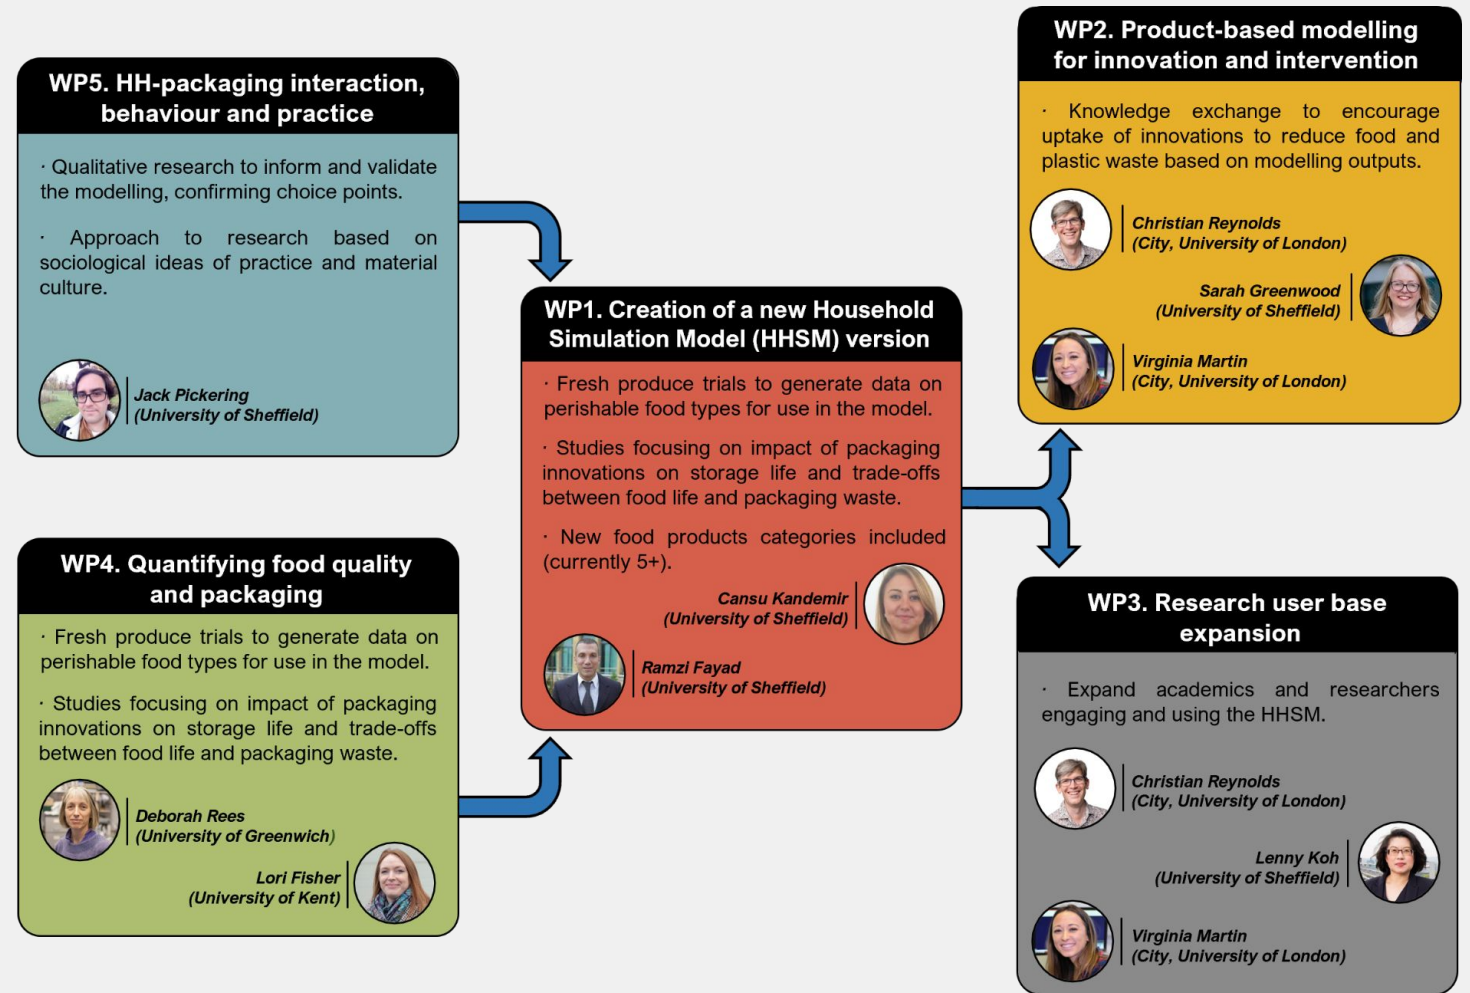 WP5. HH-packaging interaction,
behaviour and practice
· Qualitative research to inform and validate
the modelling, confirming choice points.
· Approach to research based on
sociological ideas of practice and material
culture.
Jack Pickering
(University of Sheffield)
WP4. Quantifying food quality
and packaging
· Fresh produce trials to generate data on
perishable food types for use in the model.
· Studies focusing on impact of packaging
innovations on storage life and trade-offs
between food life and packaging waste.
Deborah Rees
(University of Greenwich)
Lori Fisher
(University of Kent)
WP1. Creation of a new Household
Simulation Model (HHSM) version
· Fresh produce trials to generate data on
perishable food types for use in the model.
· Studies focusing on impact of packaging
innovations on storage life and trade-offs
between food life and packaging waste.
· New food products categories included
(currently 5+).
Cansu Kandemir
(University of Sheffield)
Ramzi Fayad
(University of Sheffield)
WP2. Product-based modelling
for innovation and intervention
· Knowledge exchange to encourage
uptake of innovations to reduce food and
plastic waste based on modelling outputs.
Christian Reynolds
(City, University of London)
Sarah Greenwood
(University of Sheffield)
Virginia Martin
(City, University of London)
WP3. Research user base
expansion
· Expand academics and researchers
engaging and using the HHSM.
Christian Reynolds
(City, University of London)
Lenny Koh
(University of Sheffield)
Virginia Martin
(City, University of London)